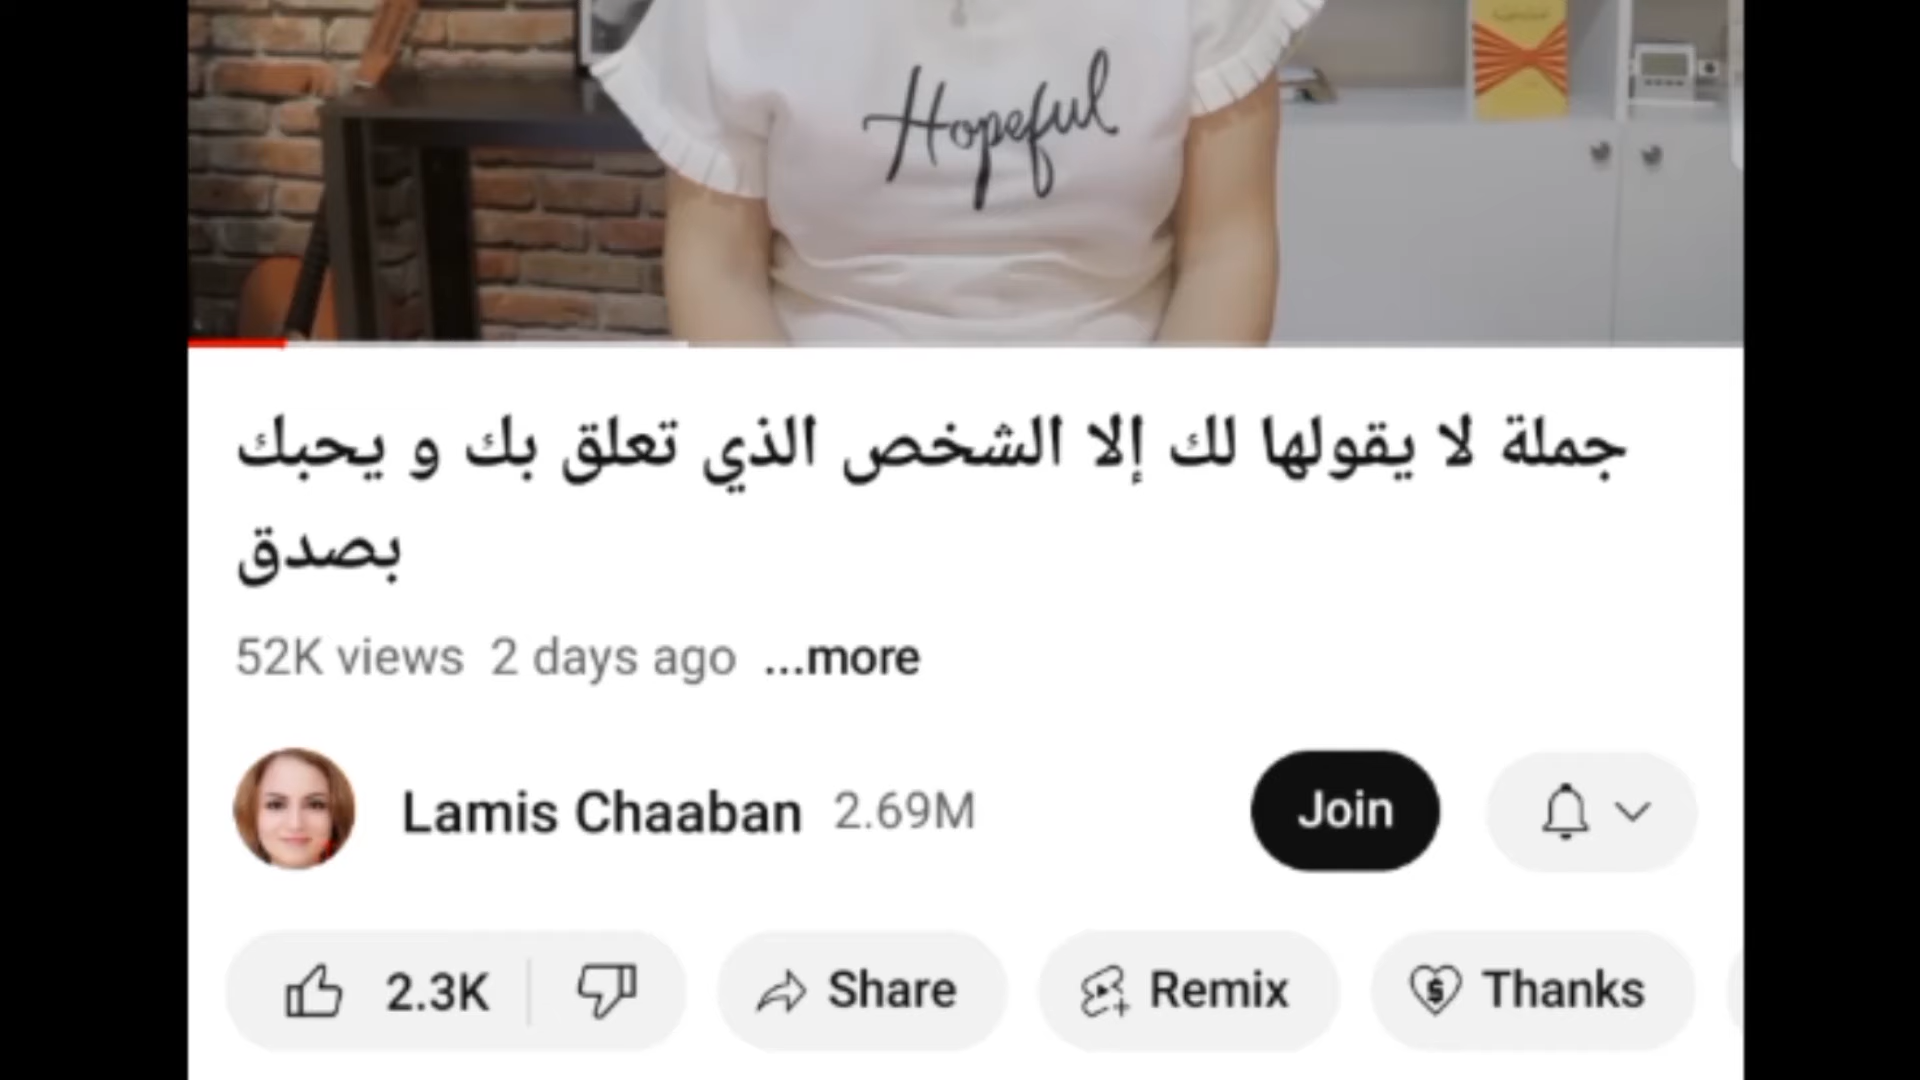 Hopeful
جملة لا يقولها لك إلا الشخص الذي تعلق بك و يحبك
بصدق
52K views 2 days ago ...more
Lamis Chaaban 2.69M
Join
2.3K
Share
Remix
Thanks